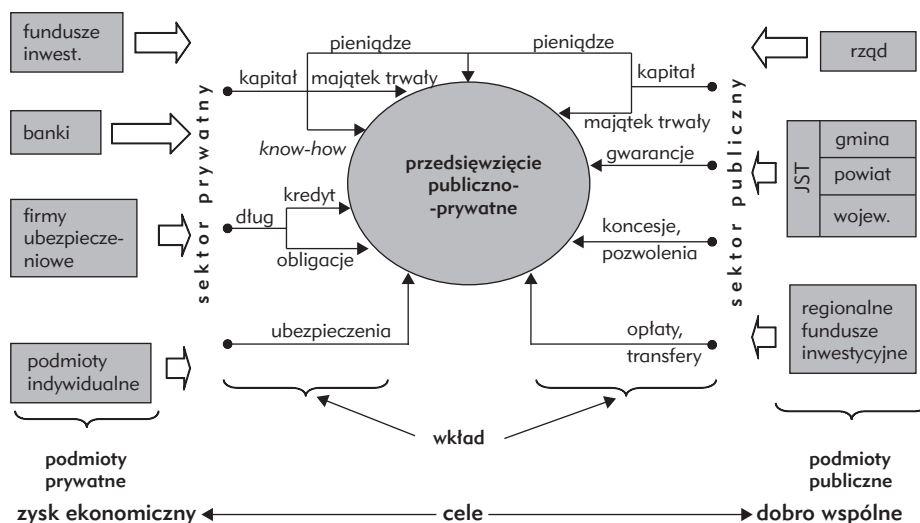 fundusze
inwest.
banki
firmy
ubezpiecze-
niowe
podmioty
indywidualne
podmioty
prywatne
sektor prywatny
kapitał
pieniądze
majątek trwały
know-how
dług
kredyt
obligacje
ubezpieczenia
przedsięwzięcie
publiczno-
-prywatne
wkład
pieniądze
kapitał
majątek trwały
gwarancje
koncesje,
pozwolenia
opłaty,
transfery
sektor publiczny
rząd
JST
gmina
powiat
wojew.
regionalne
fundusze
inwestycyjne
podmioty
publiczne
zysk ekonomiczny
cele
dobro wspólne